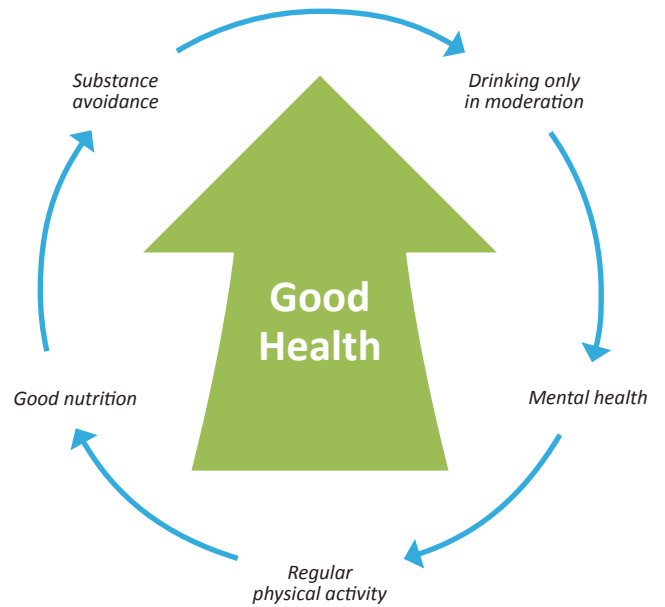 Substance
avoidance
Drinking only
in moderation
Good
Health
Good nutrition
Mental health
Regular
physical activity